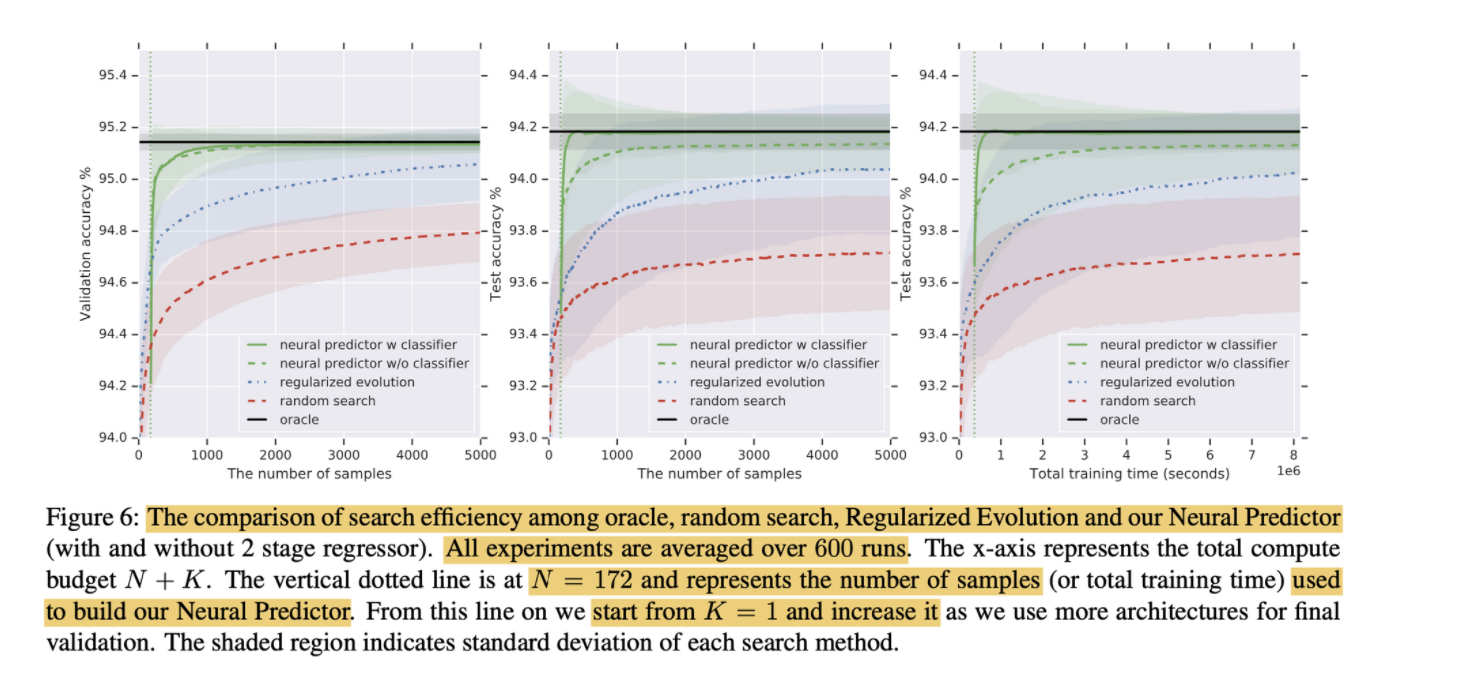 95.4
95.2
95.0
94.8
94.6
94.4
94.2
94.0
Validation accuracy %
0 1000 2000 3000 4000 5000
The number of samples
neural predictor w classifier
neural predictor w/o classifier
regularized evolution
random search
oracle
94.4
94.2
94.0
93.8
93.6
93.4
93.2
93.0
Test accuracy %
0 1000 2000 3000 4000 5000
The number of samples
neural predictor w classifier
neural predictor w/o classifier
regularized evolution
random search
oracle
94.4
94.2
94.0
93.8
93.6
93.4
93.2
93.0
Test accuracy %
0 1 2 3 4 5 6 7 8
1e6
Total training time (seconds)
neural predictor w classifier
neural predictor w/o classifier
regularized evolution
random search
oracle
Figure 6: The comparison of search efficiency among oracle, random search, Regularized Evolution and our Neural Predictor
(with and without 2 stage regressor). All experiments are averaged over 600 runs. The x-axis represents the total compute
budget N + K. The vertical dotted line is at N = 172 and represents the number of samples (or total training time) used
to build our Neural Predictor. From this line on we start from K = 1 and increase it as we use more architectures for final
validation. The shaded region indicates standard deviation of each search method.